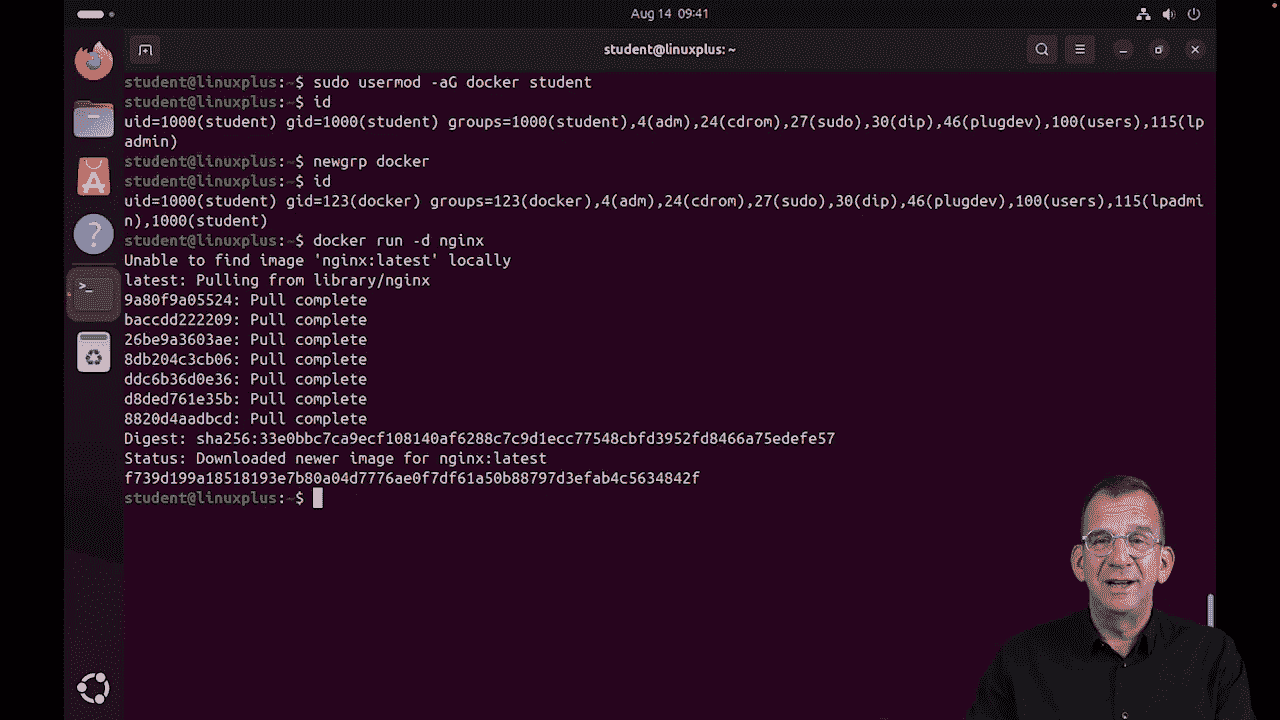 Aug 14 09:41
student@linuxplus: ~
student@linuxplus:~$ sudo usermod -aG docker student
student@linuxplus:~$ id
uid=1000(student) gid=1000(student) groups=1000(student),4(adm),24(cdrom),27(sudo),30(dip),46(plugdev),100(users),115(lp
admin)
student@linuxplus:~$ newgrp docker
student@linuxplus:~$ id
uid=1000(student) gid=123(docker) groups=123(docker),4(adm),24(cdrom),27(sudo),30(dip),46(plugdev),100(users),115(lpadmi
n),1000(student)
student@linuxplus:~$ docker run -d nginx
Unable to find image 'nginx:latest' locally
latest: Pulling from library/nginx
9a80f9a05524: Pull complete
baccdd222209: Pull complete
26be9a3603ae: Pull complete
8db204c3cb06: Pull complete
ddc6b36d0e36: Pull complete
d8ded761e35b: Pull complete
8820d4aadbcd: Pull complete
Digest: sha256:33e0bbc7ca9ecf108140af6288c7c9d1ecc77548cbfd3952fd8466a75edefe57
Status: Downloaded newer image for nginx:latest
f739d199a18518193e7b80a04d7776ae0f7df61a50b88797d3efab4c5634842f
student@linuxplus:~$